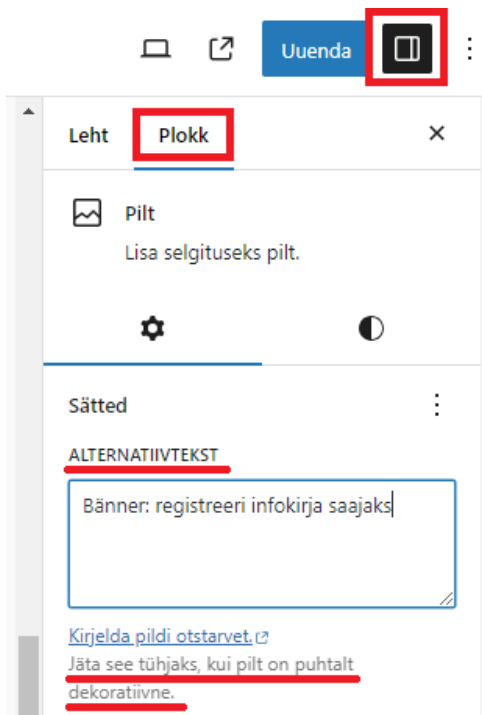 Uuenda
Leht Plokk
Pilt
Lisa selgituseks pilt.
Sätted
ALTERNATIIVTEKST
Bänner: registreeri infokirja saajaks
Kirjelda pildi otstarvet.
Jäta see tühjaks, kui pilt on puhtalt
dekoratiivne.